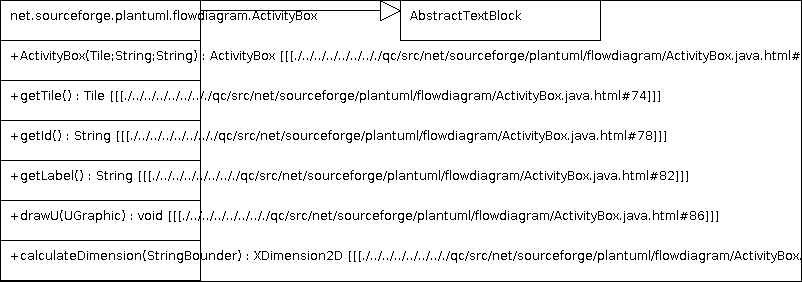 net.sourceforge.plantuml.flowdiagram.ActivityBox
AbstractTextBlock
+ActivityBox(Tile;String;String) : ActivityBox [[[./../../../../../../../qc/src/net/sourceforge/plantuml/flowdiagram/ActivityBox.java.html#
+getTile() : Tile [[[./../../../../../../../qc/src/net/sourceforge/plantuml/flowdiagram/ActivityBox.java.html#74]]]
+getId() : String [[[./../../../../../../../qc/src/net/sourceforge/plantuml/flowdiagram/ActivityBox.java.html#78]]]
+getLabel() : String [[[./../../../../../../../qc/src/net/sourceforge/plantuml/flowdiagram/ActivityBox.java.html#82]]]
+drawU(UGraphic) : void [[[./../../../../../../../qc/src/net/sourceforge/plantuml/flowdiagram/ActivityBox.java.html#86]]]
+calculateDimension(StringBounder) : XDimension2D [[[./../../../../../../../qc/src/net/sourceforge/plantuml/flowdiagram/ActivityBox.